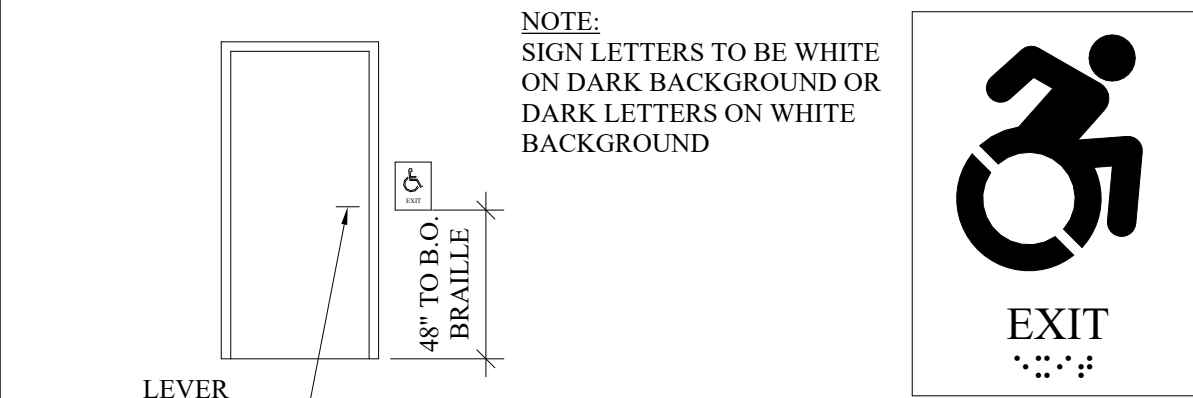 NOTE:
SIGN LETTERS TO BE WHITE
ON DARK BACKGROUND OR
DARK LETTERS ON WHITE
BACKGROUND
EXIT
48" TO B.O.
BRAILLE
LEVER
EXIT
⠑⠭⠊⠞